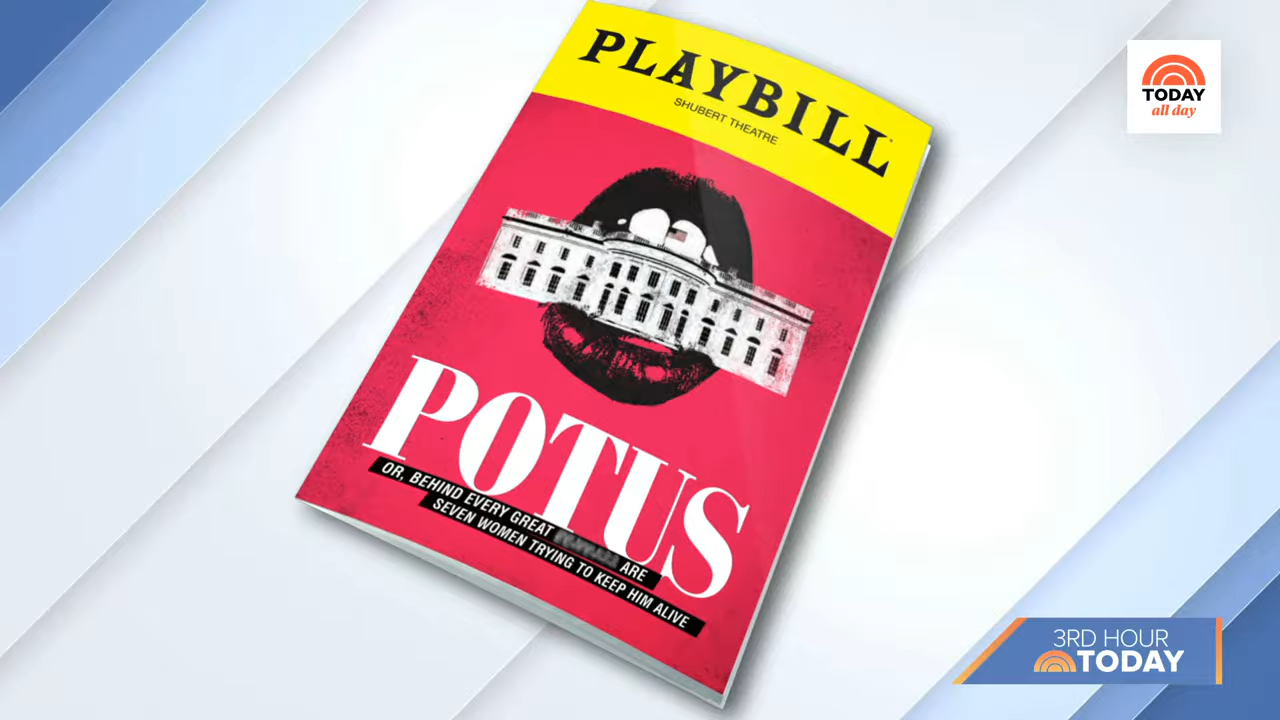 PLAYBILL
SHUBERT THEATRE
POTUS
OR, BEHIND EVERY GREAT ARE
SEVEN WOMEN TRYING TO KEEP HIM ALIVE
TODAY
all day
3RD HOUR
TODAY